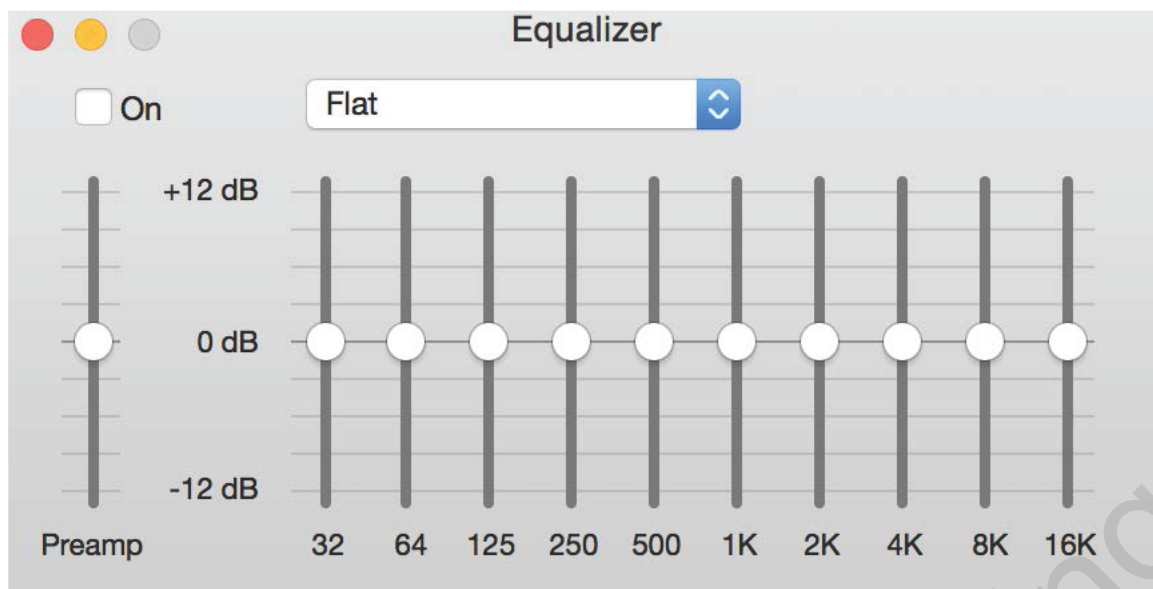 Equalizer
On
Flat
+12 dB
0 dB
-12 dB
Preamp 32 64 125 250 500 1K 2K 4K 8K 16K